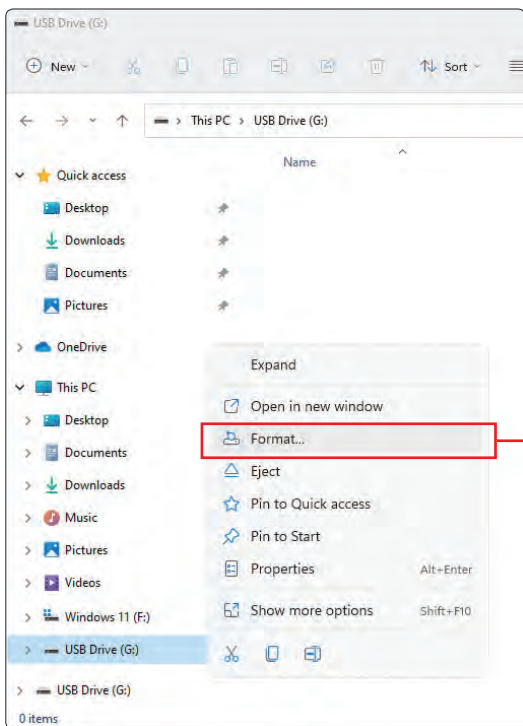 USB Drive (G:)
New
Sort
This PC > USB Drive (G:)
Name
Quick access
Desktop
Downloads
Documents
Pictures
OneDrive
This PC
Desktop
Documents
Downloads
Music
Pictures
Videos
Windows 11 (F:)
USB Drive (G:)
USB Drive (G:)
0 items
Expand
Open in new window
Format...
Eject
Pin to Quick access
Pin to Start
Properties Alt+Enter
Show more options Shift+F10